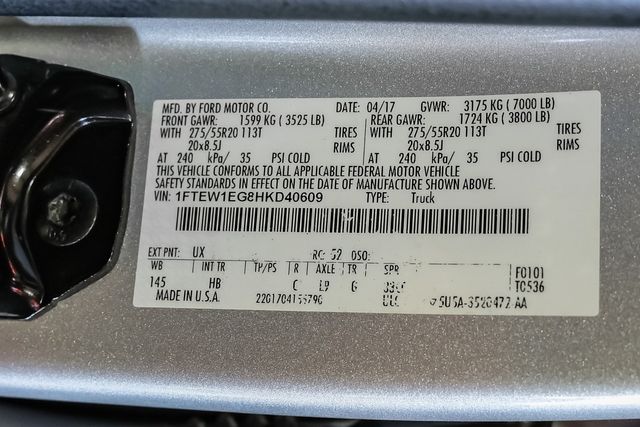 MFD. BY FORD MOTOR CO. DATE: 04/17 GVWR: 3175 KG ( 7000 LB)
FRONT GAWR: 1599 KG ( 3525 LB) REAR GAWR: 1724 KG ( 3800 LB)
WITH 275/55R20 113T TIRES WITH 275/55R20 113T TIRES
20x8.5J RIMS 20x8.5J RIMS
AT 240 kPa/ 35 PSI COLD AT 240 kPa/ 35 PSI COLD
THIS VEHICLE CONFORMS TO ALL APPLICABLE FEDERAL MOTOR VEHICLE
SAFETY STANDARDS IN EFFECT ON THE DATE OF MANUFACTURE SHOWN ABOVE.
VIN: 1FTEW1EG8HKD40609 TYPE: Truck
EXT PNT: UX RC: 52 DSO:
WB INT TR TP/PS R AXLE TR SPR F0101
145 HB C L9 G T0536
MADE IN U.S.A.